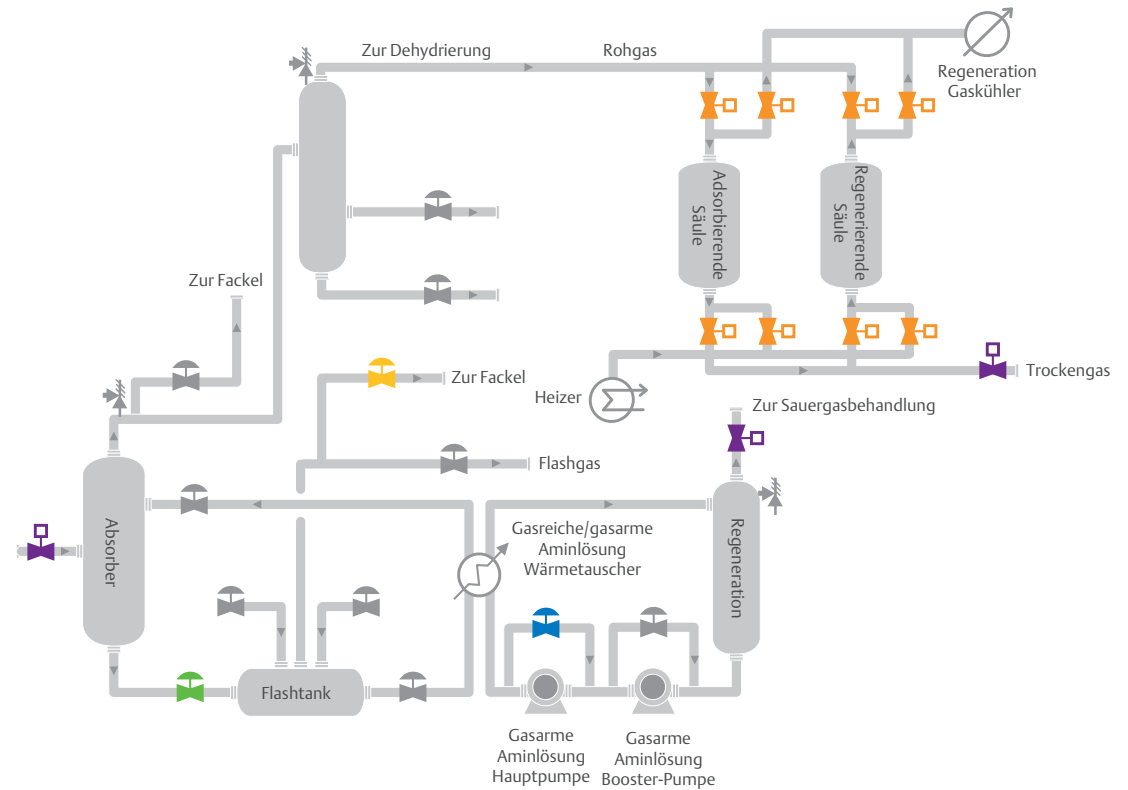 Zur Dehydrierung
Rohgas
Regeneration
Gaskühler
Adsorbierende
Säule
Regenerierende
Säule
Zur Fackel
Zur Fackel
Heizer
Trockengas
Zur Sauergasbehandlung
Flashgas
Absorber
Gasreiche/gasarme
Aminlösung
Wärmetauscher
Regeneration
Flashtank
Gasarme
Aminlösung
Hauptpumpe
Gasarme
Aminlösung
Booster-Pumpe